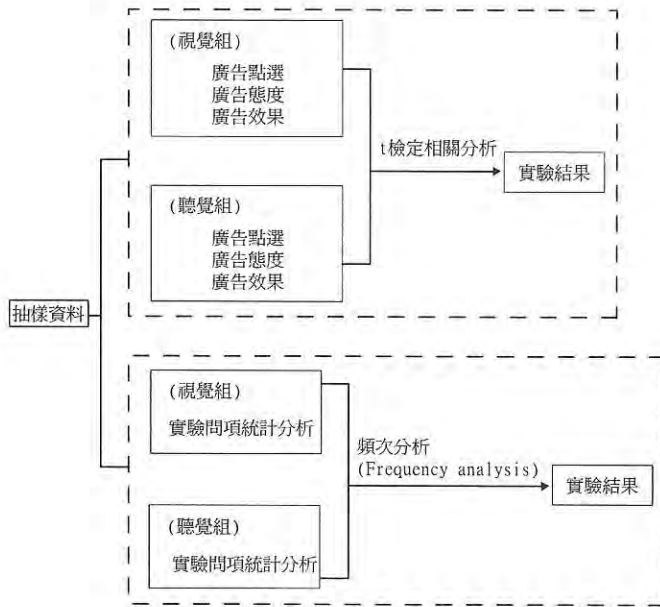 (視覺組)
廣告點選
廣告態度
廣告效果
t檢定相關分析
實驗結果
(聽覺組)
廣告點選
廣告態度
廣告效果
抽樣資料
(視覺組)
實驗問項統計分析
頻次分析
(Frequency analysis)
實驗結果
(聽覺組)
實驗問項統計分析